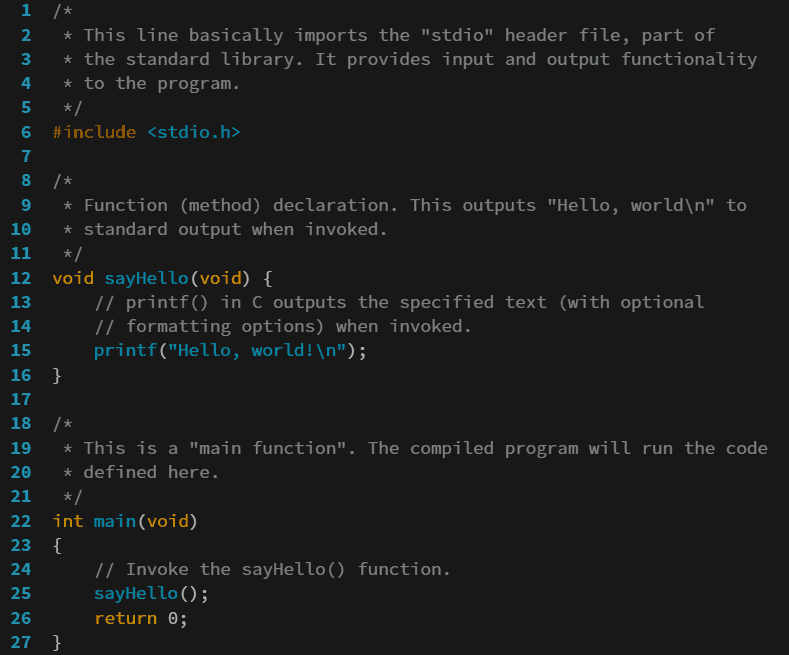 1 /*
2  * This line basically imports the "stdio" header file, part of
3  * the standard library. It provides input and output functionality
4  * to the program.
5  */
6 #include <stdio.h>
7
8 /*
9  * Function (method) declaration. This outputs "Hello, world\n" to
10  * standard output when invoked.
11  */
12 void sayHello(void) {
13     // printf() in C outputs the specified text (with optional
14     // formatting options) when invoked.
15     printf("Hello, world!\n");
16 }
17
18 /*
19  * This is a "main function". The compiled program will run the code
20  * defined here.
21  */
22 int main(void)
23 {
24     // Invoke the sayHello() function.
25     sayHello();
26     return 0;
27 }